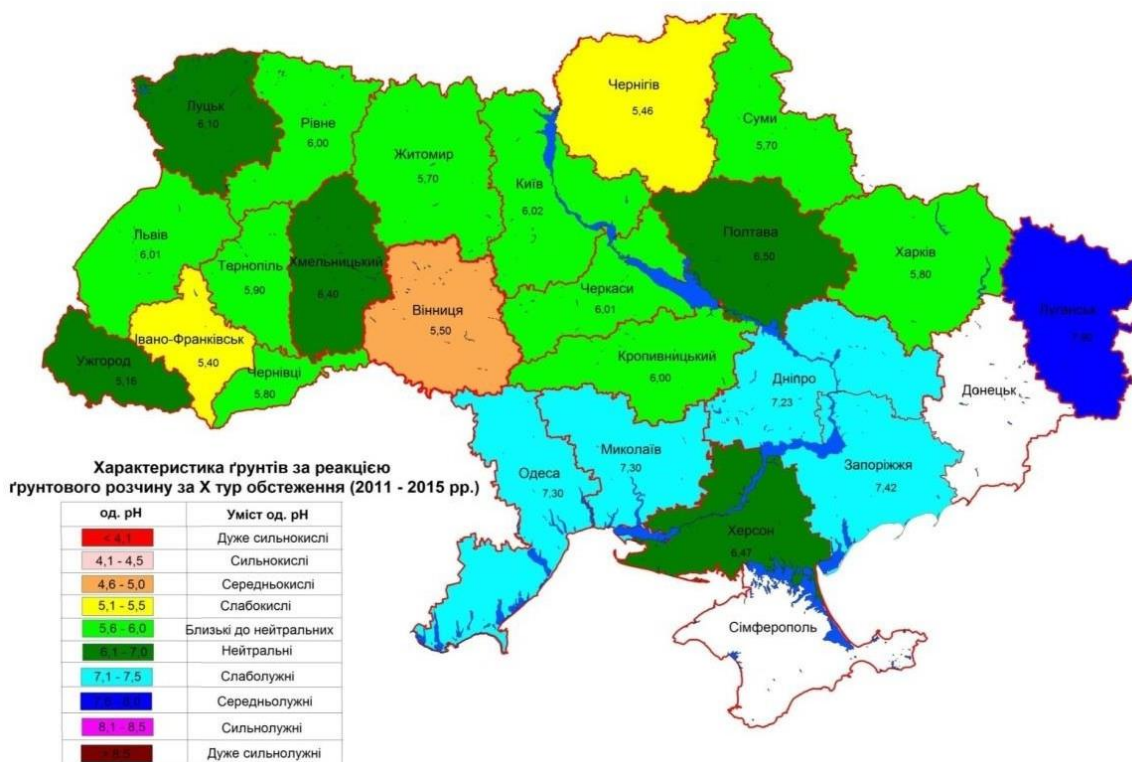 Чернігів
5,46
Суми
5,70
Луцьк
6,10
Рівне
6,00
Житомир
5,70
Київ
6,02
Полтава
6,50
Харків
5,80
Львів
6,01
Тернопіль
5,90
Хмельницький
6,40
Вінниця
5,50
Черкаси
6,01
Луганськ
Івано-Франківськ
5,40
Ужгород
5,16
Чернівці
5,80
Кропивницький
6,00
Дніпро
7,23
Донецьк
Одеса
7,30
Миколаїв
7,30
Запоріжжя
7,42
Херсон
6,47
Сімферополь
Характеристика ґрунтів за реакцією
ґрунтового розчину за X тур обстеження (2011 - 2015 рр.)
од. pH Уміст од. pH
< 4,1 Дуже сильнокислі
4,1 - 4,5 Сильнокислі
4,6 - 5,0 Середньокислі
5,1 - 5,5 Слабокислі
5,6 - 6,0 Близькі до нейтральних
6,1 - 7,0 Нейтральні
7,1 - 7,5 Слаболужні
Середньолужні
8,1 - 8,5 Сильнолужні
Дуже сильнолужні